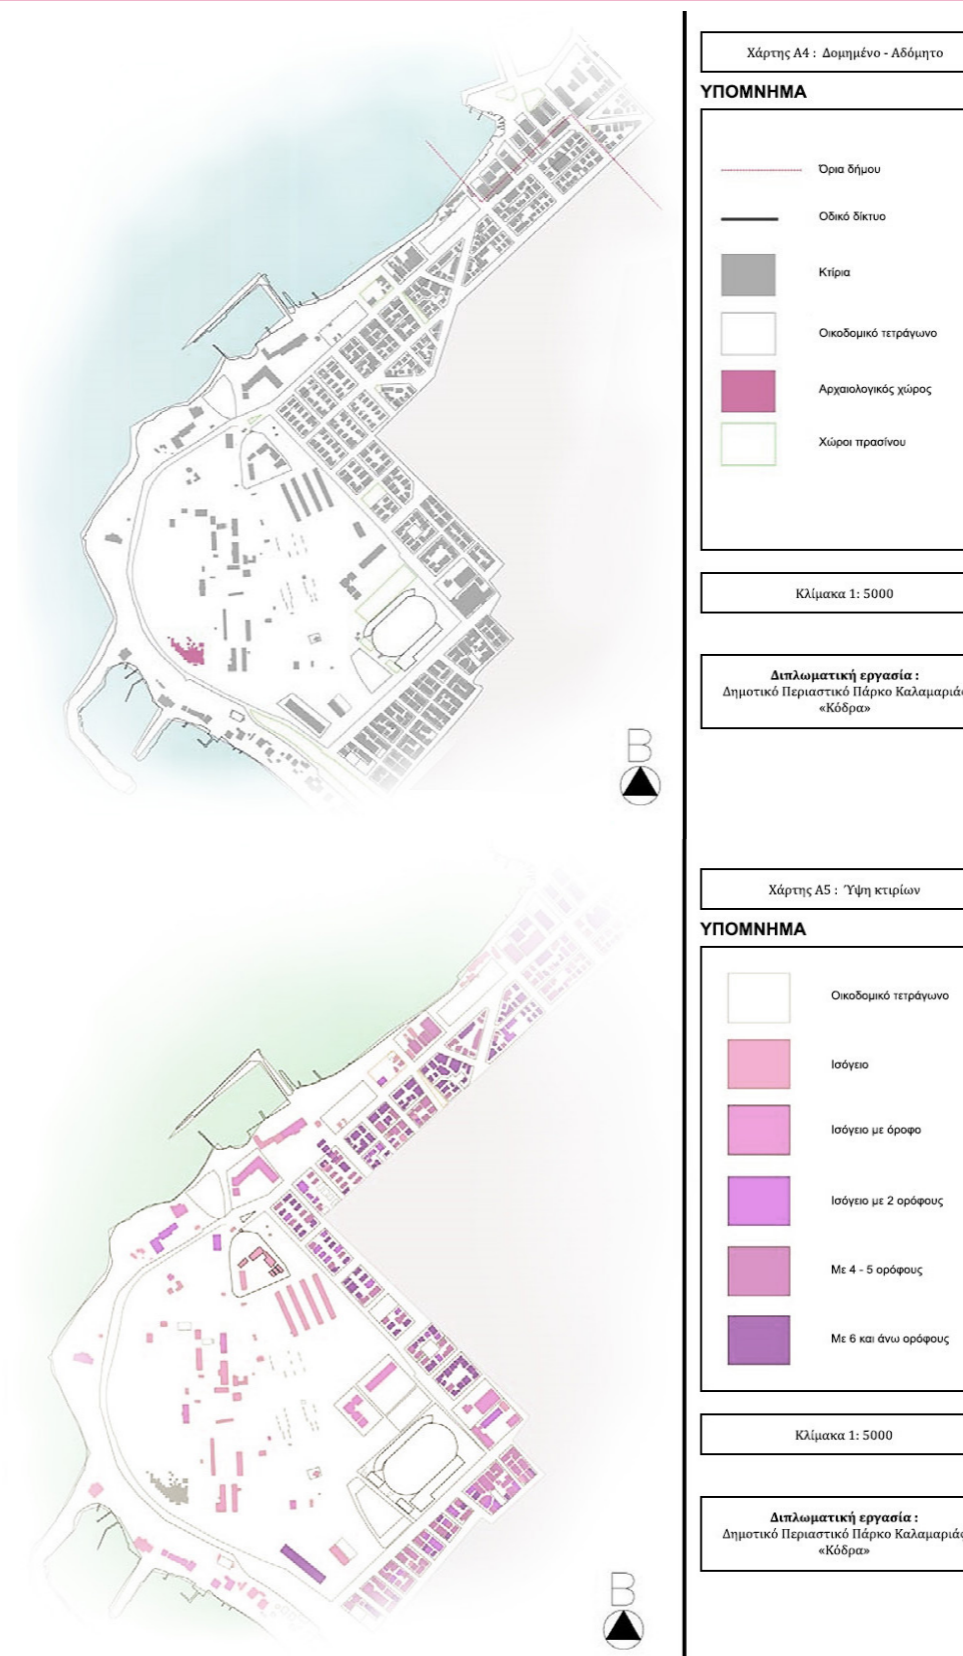 Χάρτης Α4 : Δομημένο - Αδόμητο
ΥΠΟΜΝΗΜΑ
Όρια δήμου
Οδικό δίκτυο
Κτίρια
Οικοδομικό τετράγωνο
Αρχαιολογικός χώρος
Χώροι πρασίνου
Κλίμακα 1: 5000
Διπλωματική εργασία :
Δημοτικό Περιαστικό Πάρκο Καλαμαριάς
«Κόδρα»
Β
Χάρτης Α5 : Ύψη κτιρίων
ΥΠΟΜΝΗΜΑ
Οικοδομικό τετράγωνο
Ισόγειο
Ισόγειο με όροφο
Ισόγειο με 2 ορόφους
Με 4 - 5 ορόφους
Με 6 και άνω ορόφους
Κλίμακα 1: 5000
Διπλωματική εργασία :
Δημοτικό Περιαστικό Πάρκο Καλαμαριάς
«Κόδρα»
Β